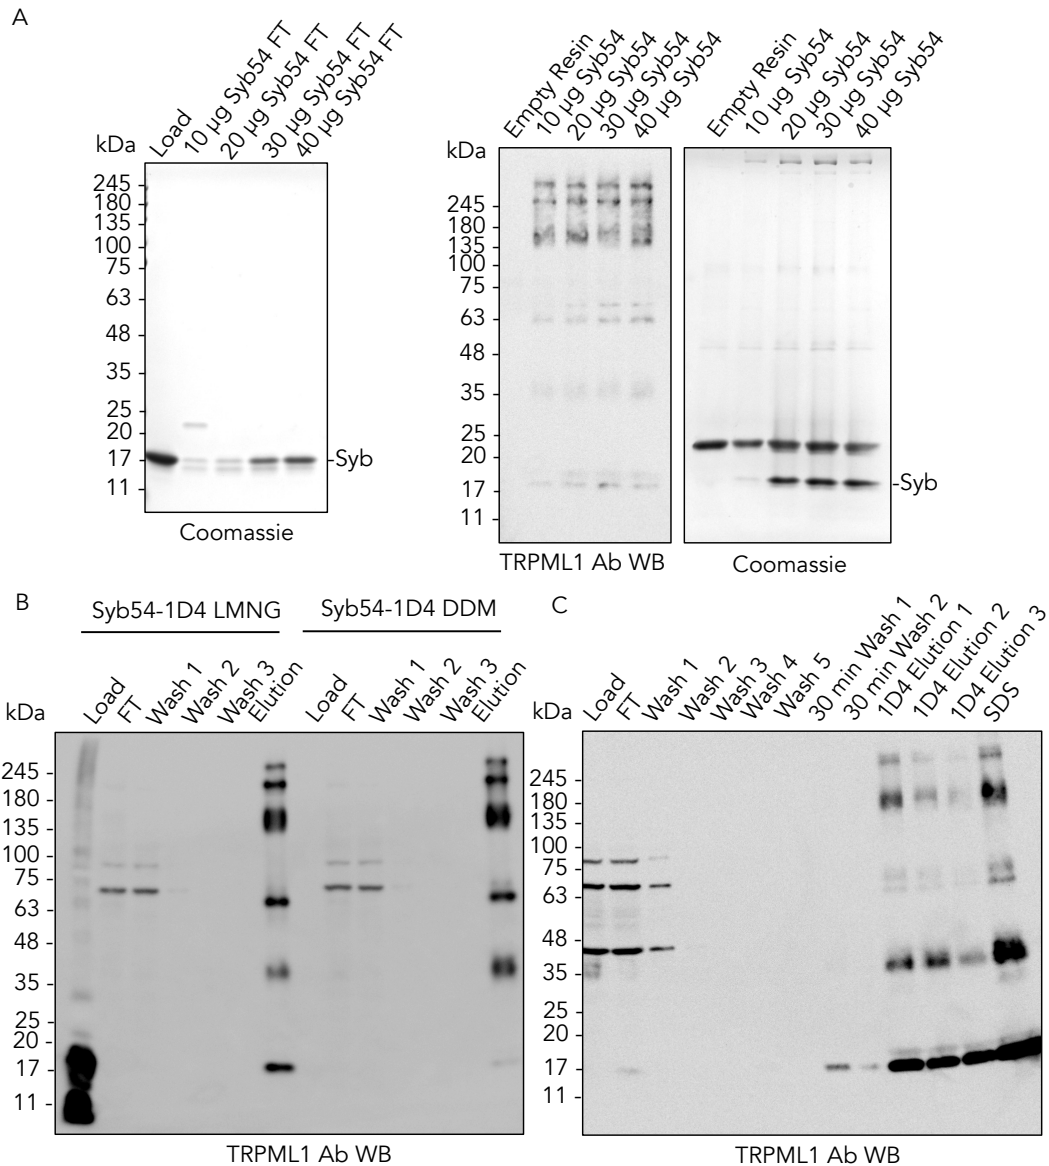 A
Load
10 µg Syb54 FT
20 µg Syb54 FT
30 µg Syb54 FT
40 µg Syb54 FT
kDa
245
180
135
100
75
63
48
35
25
20
17
11
-Syb
Coomassie
Empty Resin
10 µg Syb54
20 µg Syb54
30 µg Syb54
40 µg Syb54
kDa
245
180
135
100
75
63
48
35
25
20
17
11
TRPML1 Ab WB
Empty Resin
10 µg Syb54
20 µg Syb54
30 µg Syb54
40 µg Syb54
-Syb
Coomassie
B
Syb54-1D4 LMNG
Syb54-1D4 DDM
Load
FT
Wash 1
Wash 2
Wash 3
Elution
Load
FT
Wash 1
Wash 2
Wash 3
Elution
kDa
245
180
135
100
75
63
48
35
25
20
17
11
TRPML1 Ab WB
C
Load
FT
Wash 1
Wash 2
Wash 3
Wash 4
Wash 5
30 min Wash 1
30 min Wash 2
1D4 Elution 1
1D4 Elution 2
1D4 Elution 3
SDS
kDa
245
180
135
100
75
63
48
35
25
20
17
11
TRPML1 Ab WB